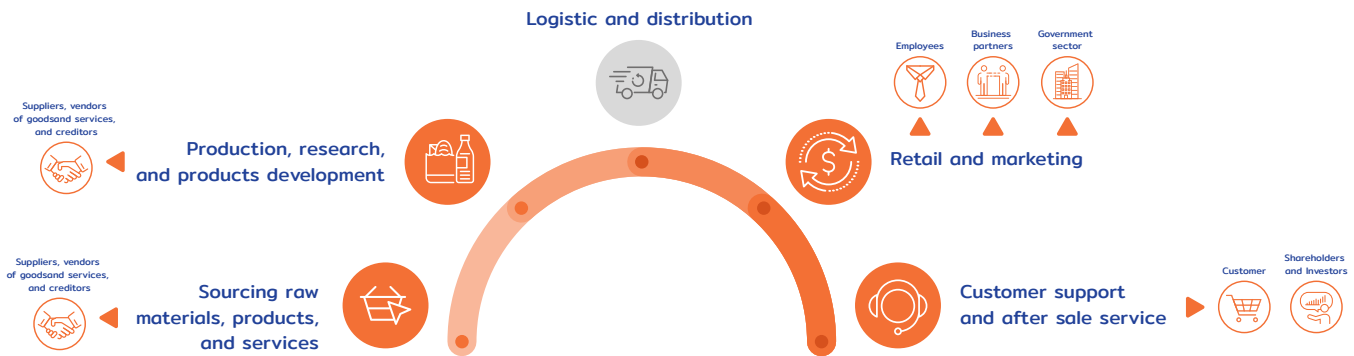 Logistic and distribution
Employees
Business
partners
Government
sector
Suppliers, vendors
of goodsand services,
and creditors
Production, research,
and products development
$
Retail and marketing
Suppliers, vendors
of goodsand services,
and creditors
Sourcing raw
materials, products,
and services
Customer support
and after sale service
Customer
Shareholders
and Investors